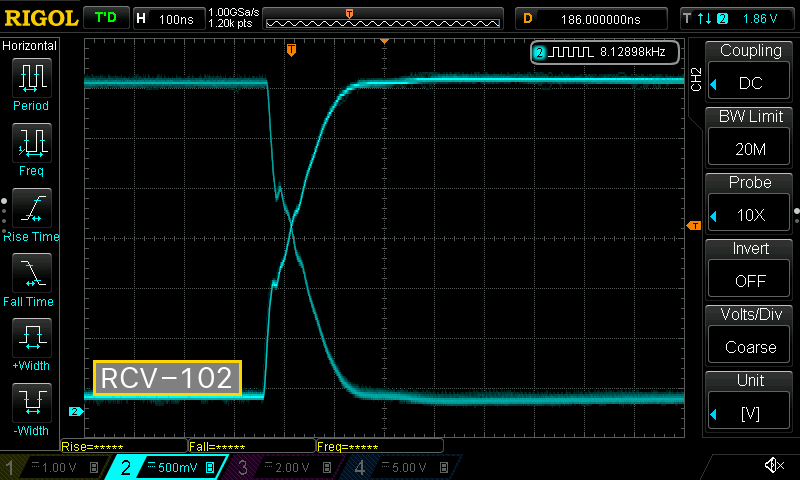 RIGOL T'D H 100ns 1.00GSa/s 1.20k pts D 186.000000ns T 2 1.86 V
Horizontal
T
2 8.12898kHz
Period
Freq
Rise Time
Fall Time
+Width
-Width
CH2
Coupling
DC
BW Limit
20M
Probe
10X
Invert
OFF
Volts/Div
Coarse
Unit
[V]
T
RCV-102
2
Rise=***** Fall=***** Freq=*****
1 1.00 V B 2 500mV B 3 2.00 V B 4 5.00 V B